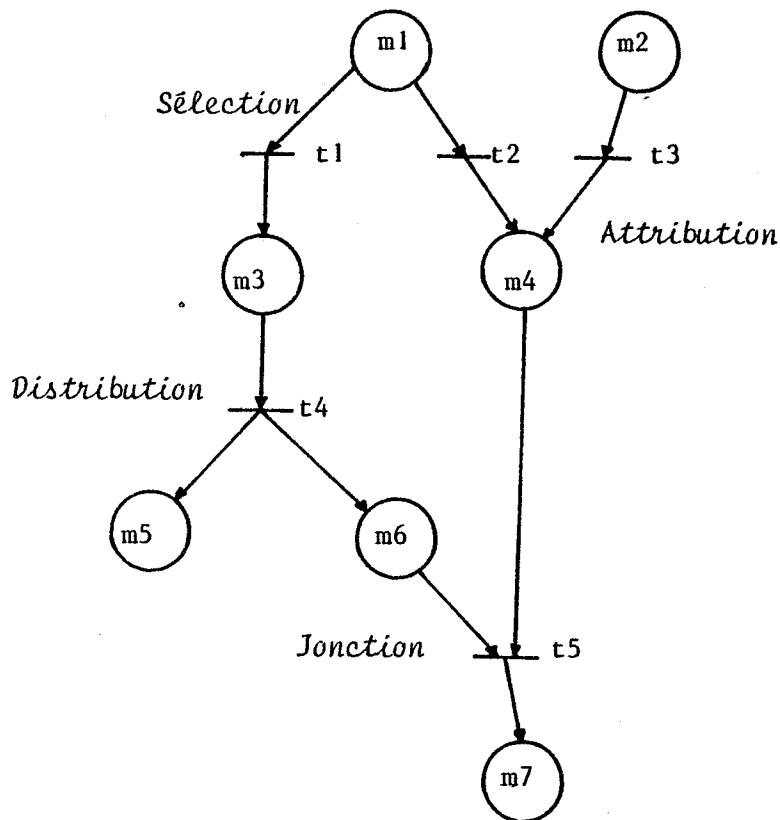 m1
m2
Sélection
t1
t2
t3
Attribution
m3
m4
Distribution
t4
m5
m6
Jonction
t5
m7